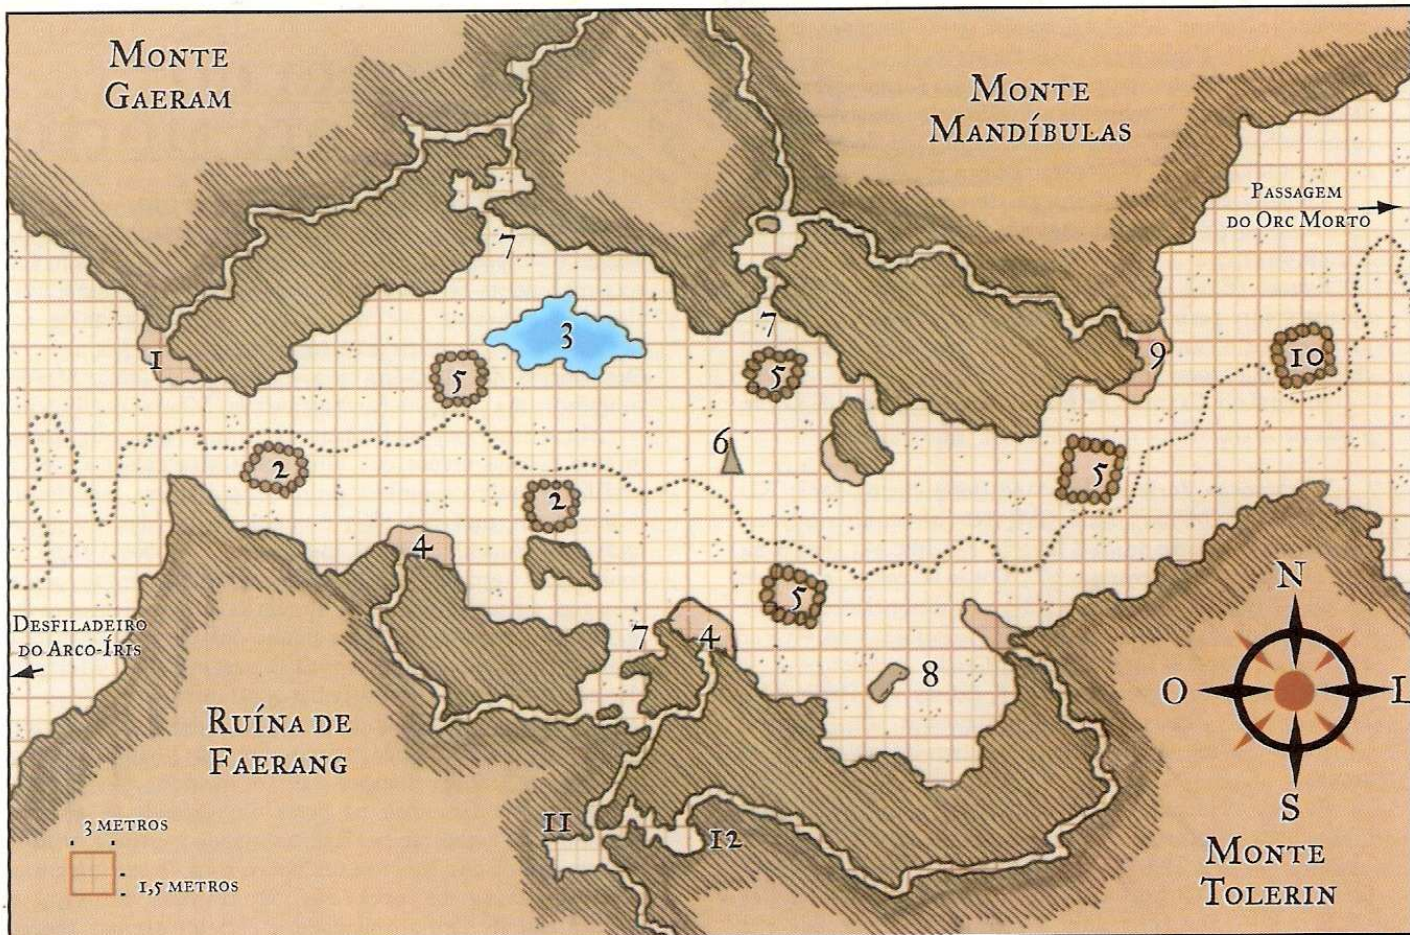 Monte
Gaeram
Monte
Mandíbulas
Passagem
do Orc Morto
7
3
7
1
5
5
9
10
6
2
2
5
4
5
Desfiladeiro
do Arco-Íris
7
4
8
N
O
L
S
Ruína de
Faerang
3 metros
1,5 metros
11
12
Monte
Tolerin